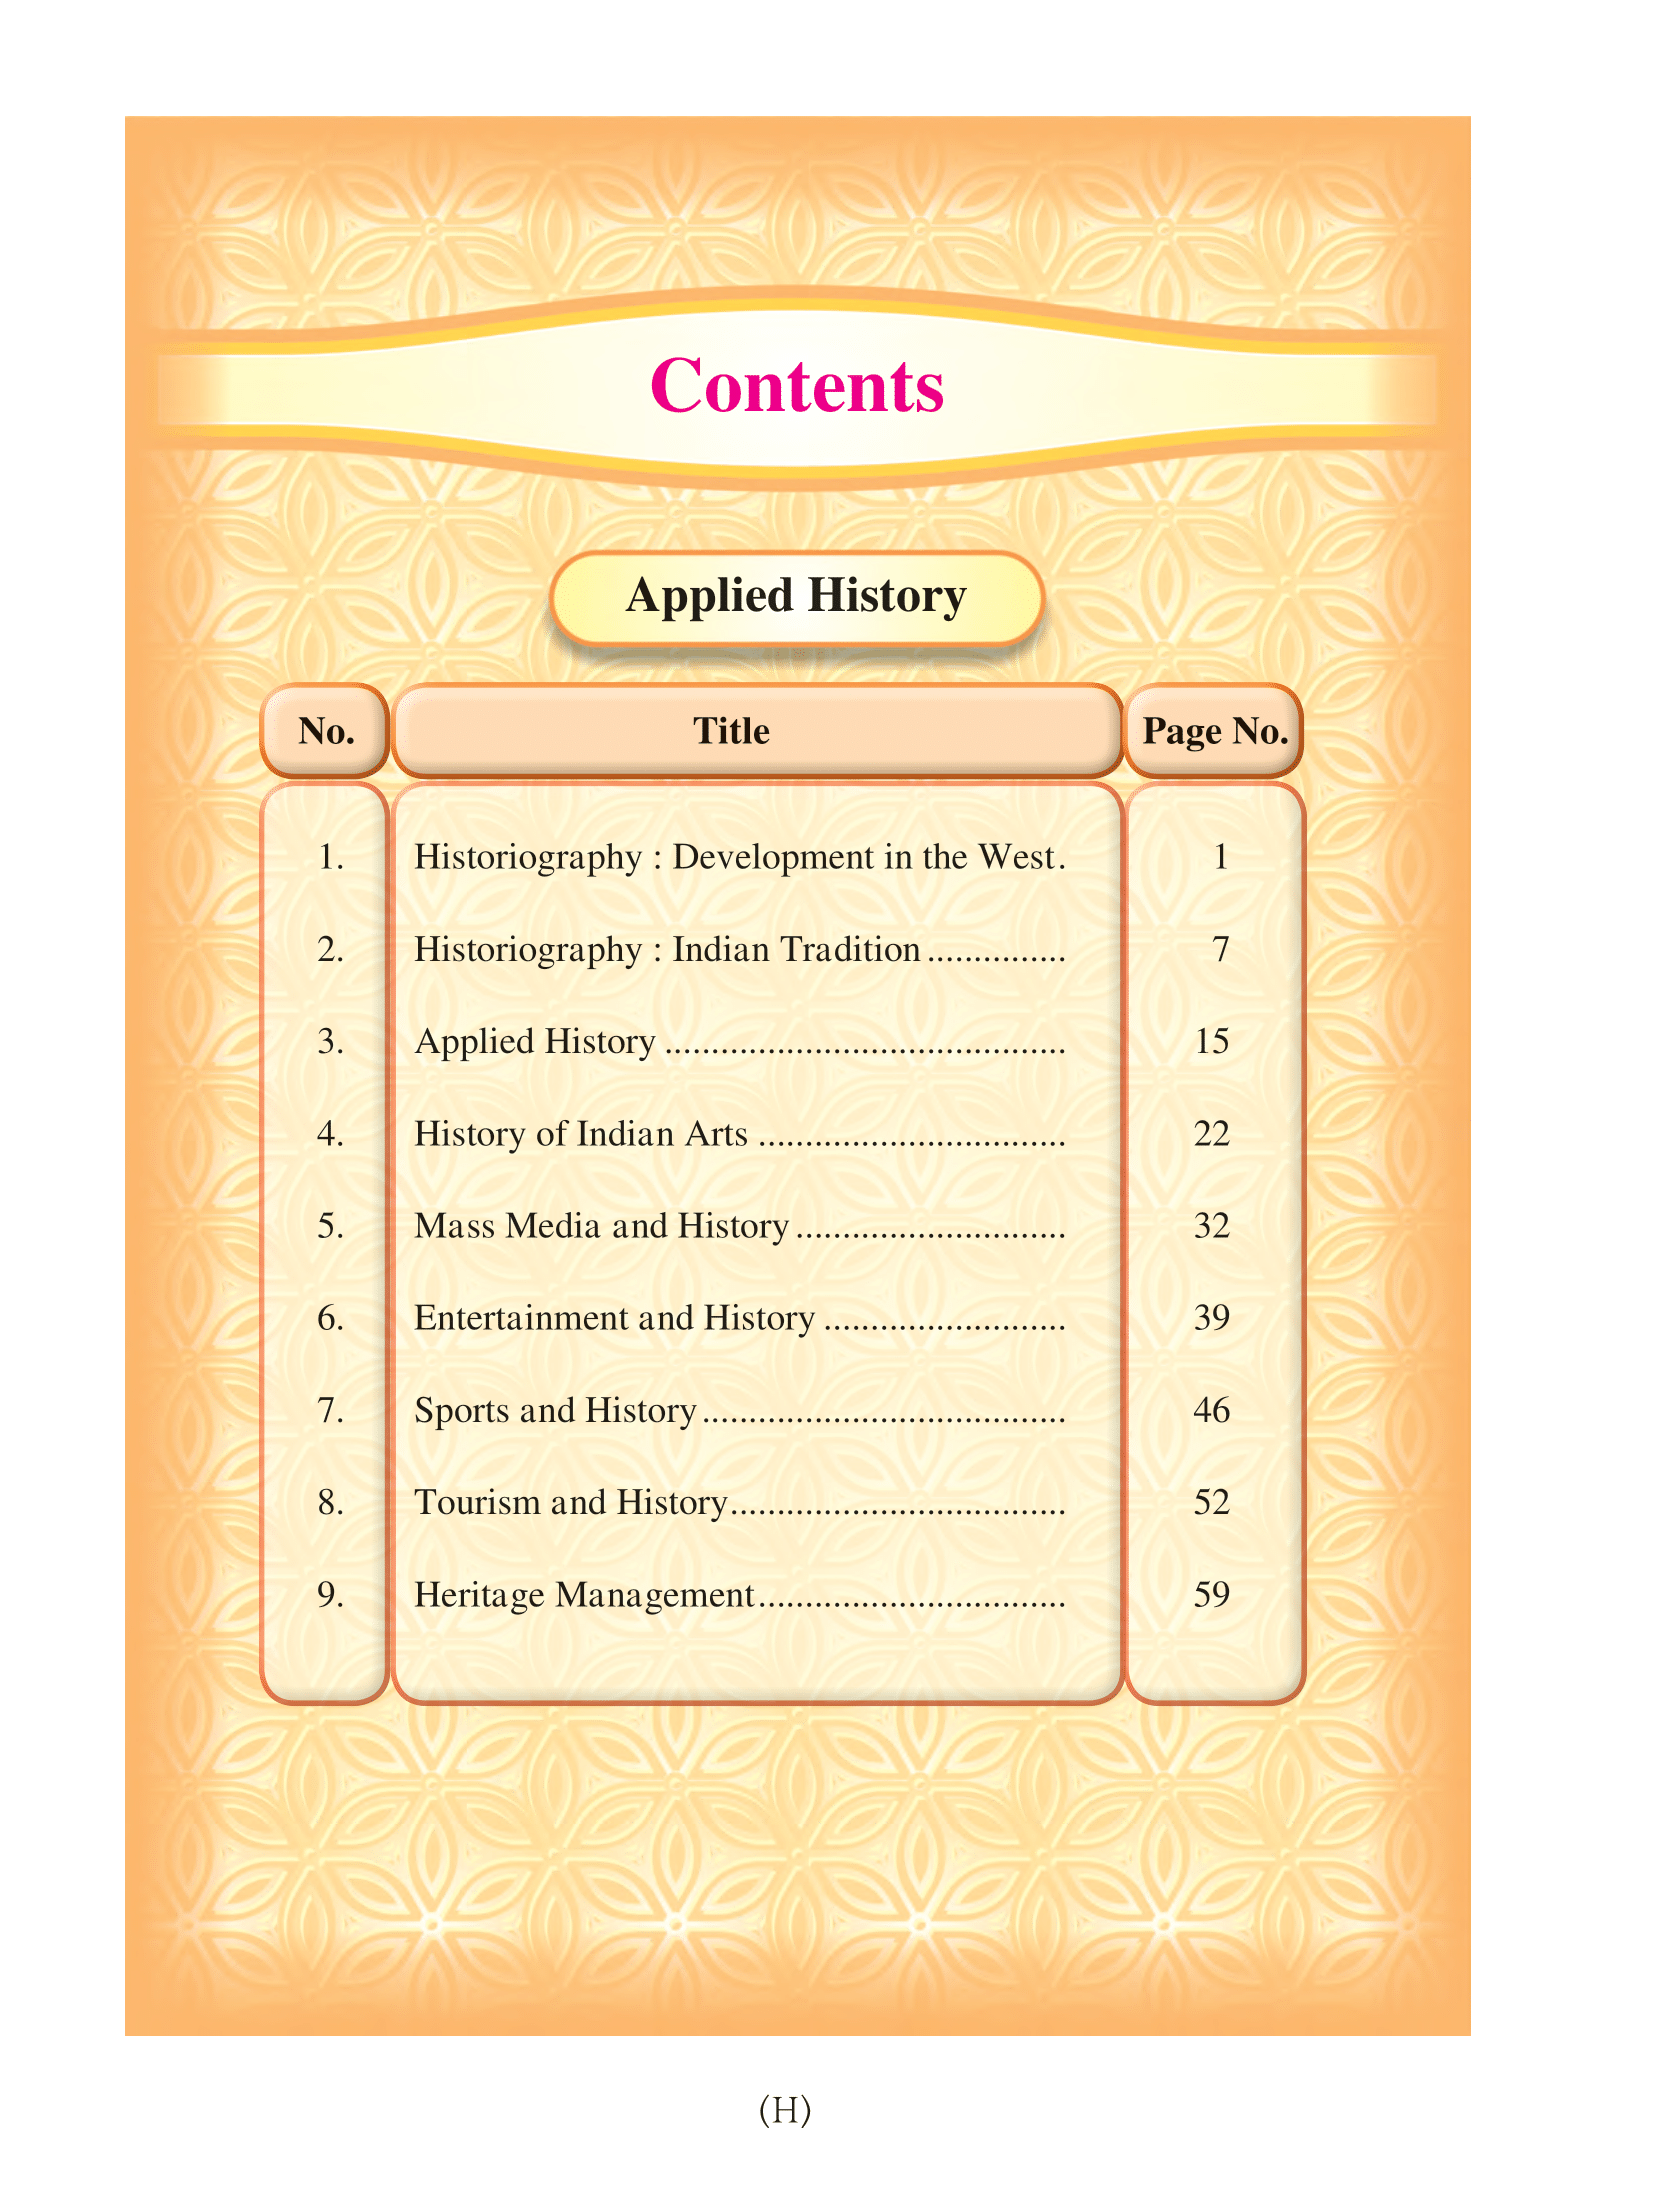 Contents
Applied History
No. Title Page No.
1. Historiography : Development in the West. 1
2. Historiography : Indian Tradition ............... 7
3. Applied History ........................................... 15
4. History of Indian Arts ................................. 22
5. Mass Media and History ............................. 32
6. Entertainment and History .......................... 39
7. Sports and History ....................................... 46
8. Tourism and History.................................... 52
9. Heritage Management................................. 59
(H)